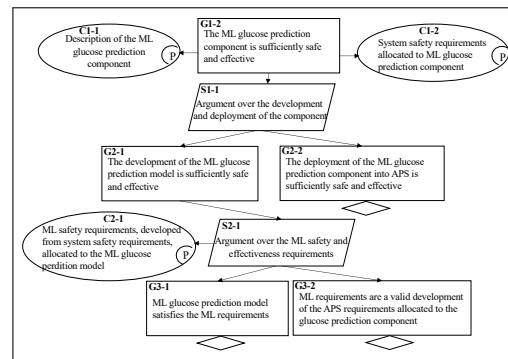 C1-1
Description of the ML
glucose prediction
component
P
G1-2
The ML glucose prediction
component is sufficiently safe
and effective
C1-2
System safety requirements
allocated to ML glucose
prediction component
P
S1-1
Argument over the development
and deployment of the component
G2-1
The development of the ML glucose
prediction model is sufficiently safe
and effective
G2-2
The deployment of the ML glucose
prediction component into APS is
sufficiently safe and effective
C2-1
ML safety requirements, developed
from system safety requirements,
allocated to the ML glucose
perdition model
P
S2-1
Argument over the ML safety and
effectiveness requirements
G3-1
ML glucose prediction model
satisfies the ML requirements
G3-2
ML requirements are a valid development
of the APS requirements allocated to the
glucose prediction component